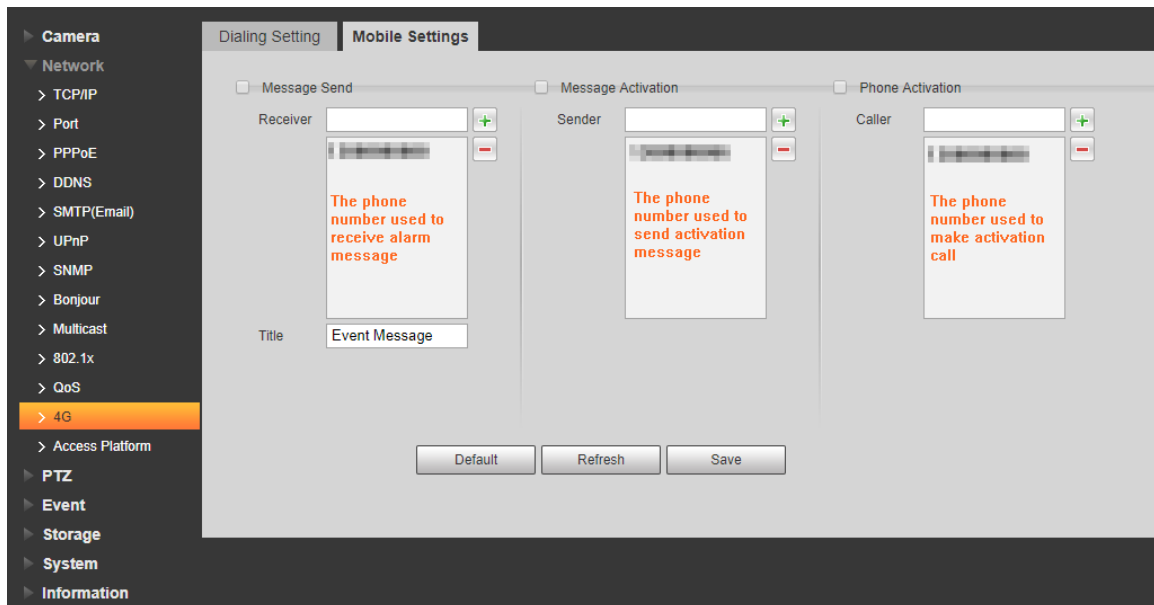 Camera
Network
TCP/IP
Port
PPPoE
DDNS
SMTP(Email)
UPnP
SNMP
Bonjour
Multicast
802.1x
QoS
4G
Access Platform
PTZ
Event
Storage
System
Information
Dialing Setting
Mobile Settings
Message Send
Receiver
The phone
number used to
receive alarm
message
Title
Event Message
Message Activation
Sender
The phone
number used to
send activation
message
Phone Activation
Caller
The phone
number used to
make activation
call
Default
Refresh
Save